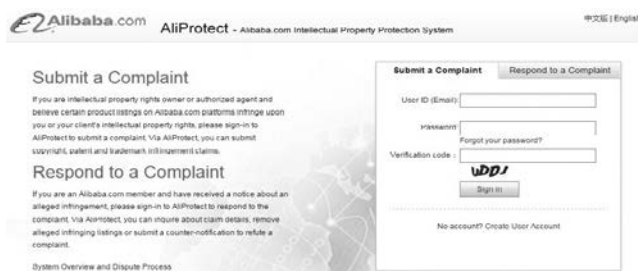 Alibaba.com
AliProtect - Alibaba.com Intellectual Property Protection System
中文版 | English
Submit a Complaint
If you are intellectual property rights owner or authorized agent and
believe certain product listings on Alibaba.com platforms infringe upon
you or your client's intellectual property rights, please sign-in to
AliProtect to submit a complaint. Via AliProtect, you can submit
copyright, patent and trademark infringement claims.
Respond to a Complaint
If you are an Alibaba.com member and have received a notice about an
alleged infringement, please sign-in to AliProtect to respond to the
complaint. Via AliProtect, you can inquire about claim details, remove
alleged infringing listings or submit a counter-notification to refute a
complaint.
System Overview and Dispute Process
Submit a Complaint
Respond to a Complaint
User ID (Email):
Password
Forgot your password?
Verification code :
Sign in
No account? Create User Account